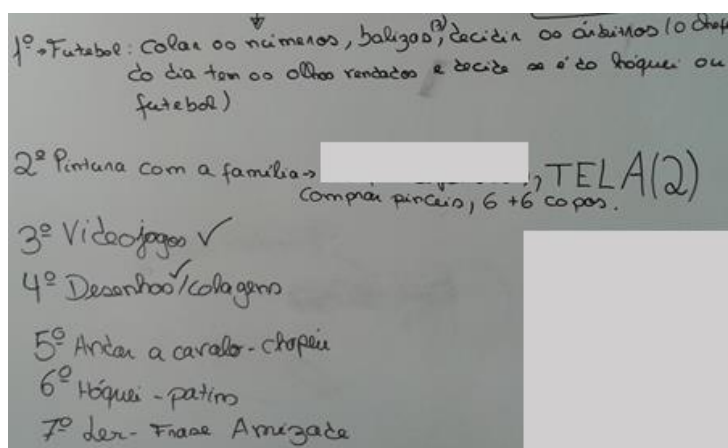 1º → Futebol: Colar os números, balizas(2), decidir os árbitros (o chefe
do dia tem os olhos vendados e decide se é do hóquei ou
futebol)
2º Pintura com a família → , TELA(2)
Comprar pincéis, 6 + 6 copos.
3º Videojogos ✓
4º Desenhos ✓/colagens
5º Andar a cavalo - chapéu
6º Hóquei - patins
7º Ler - Frase Amizade